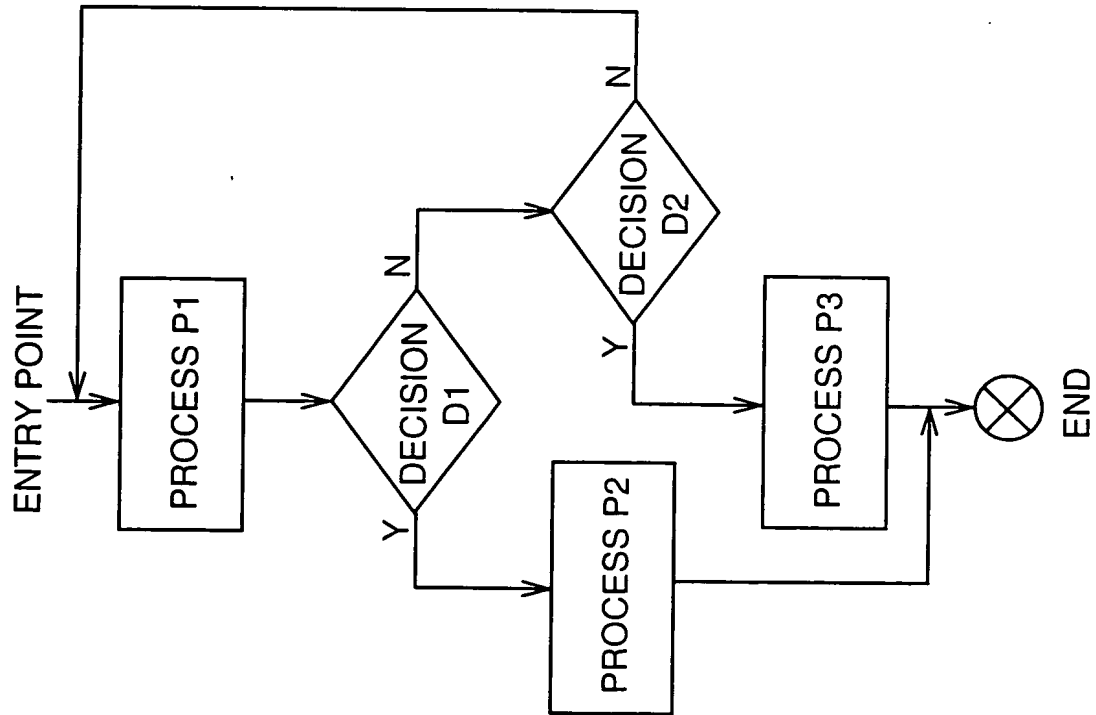 ENTRY POINT
PROCESS P1
DECISION
D1
Y
N
PROCESS P2
DECISION
D2
Y
N
PROCESS P3
END